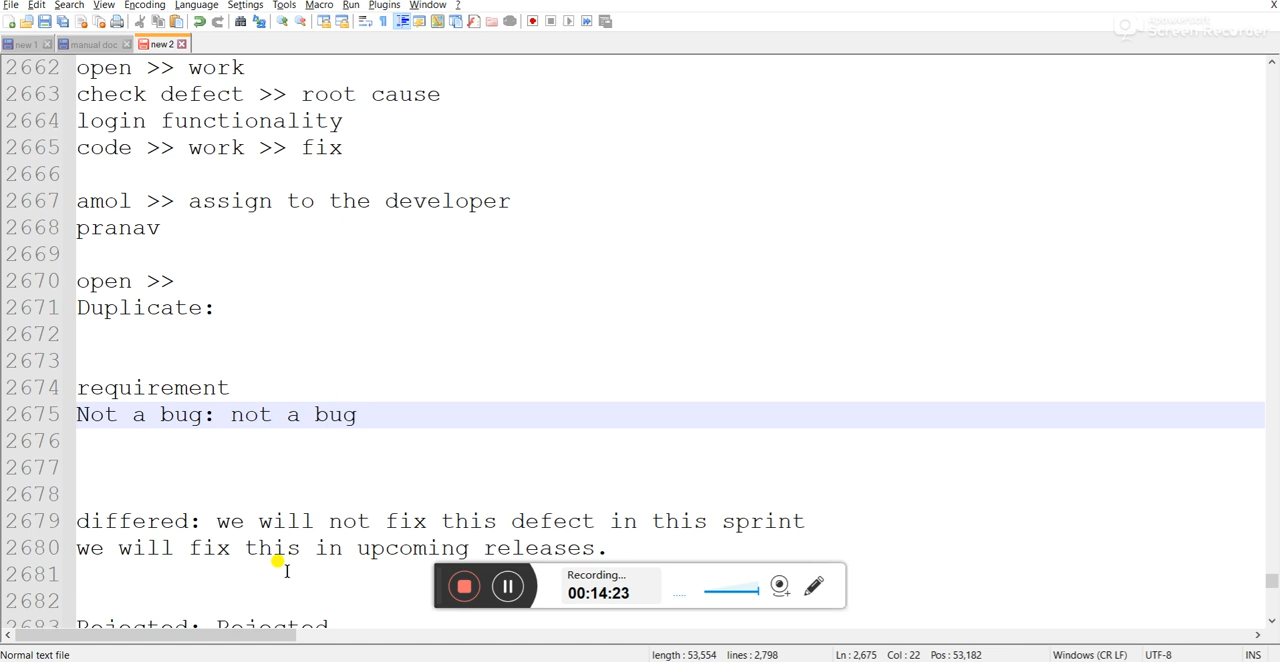 File Edit Search View Encoding Language Settings Tools Macro Run Plugins Window ? X
new 1 manual doc new 2
Screen Recorder
2662 open >> work
2663 check defect >> root cause
2664 login functionality
2665 code >> work >> fix
2666
2667 amol >> assign to the developer
2668 pranav
2669
2670 open >>
2671 Duplicate:
2672
2673
2674 requirement
2675 Not a bug: not a bug
2676
2677
2678
2679 differed: we will not fix this defect in this sprint
2680 we will fix this in upcoming releases.
2681
2682
2683 Rejected: Rejected
Recording...
00:14:23
Normal text file length : 53,554 lines : 2,798 Ln : 2,675 Col : 22 Pos : 53,182 Windows (CR LF) UTF-8 INS